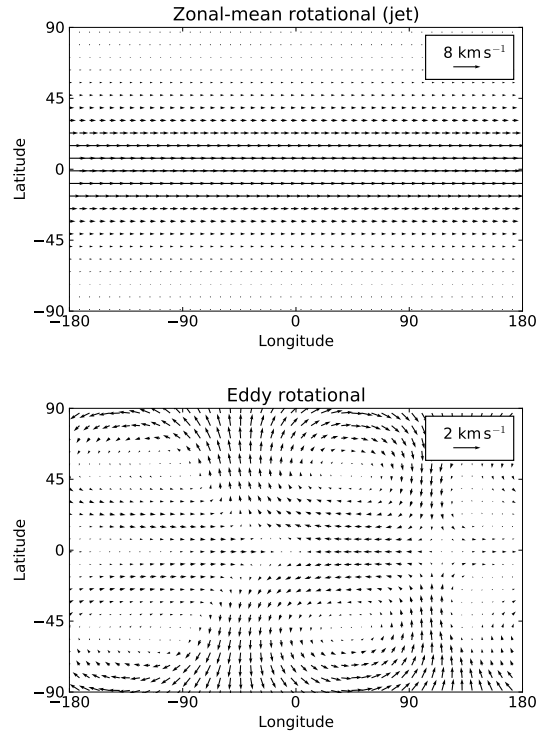 Zonal-mean rotational (jet)
90
8 km s⁻¹
45
0
−45
−90
Latitude
−180 −90 0 90 180
Longitude
Eddy rotational
90
2 km s⁻¹
45
0
−45
−90
Latitude
−180 −90 0 90 180
Longitude